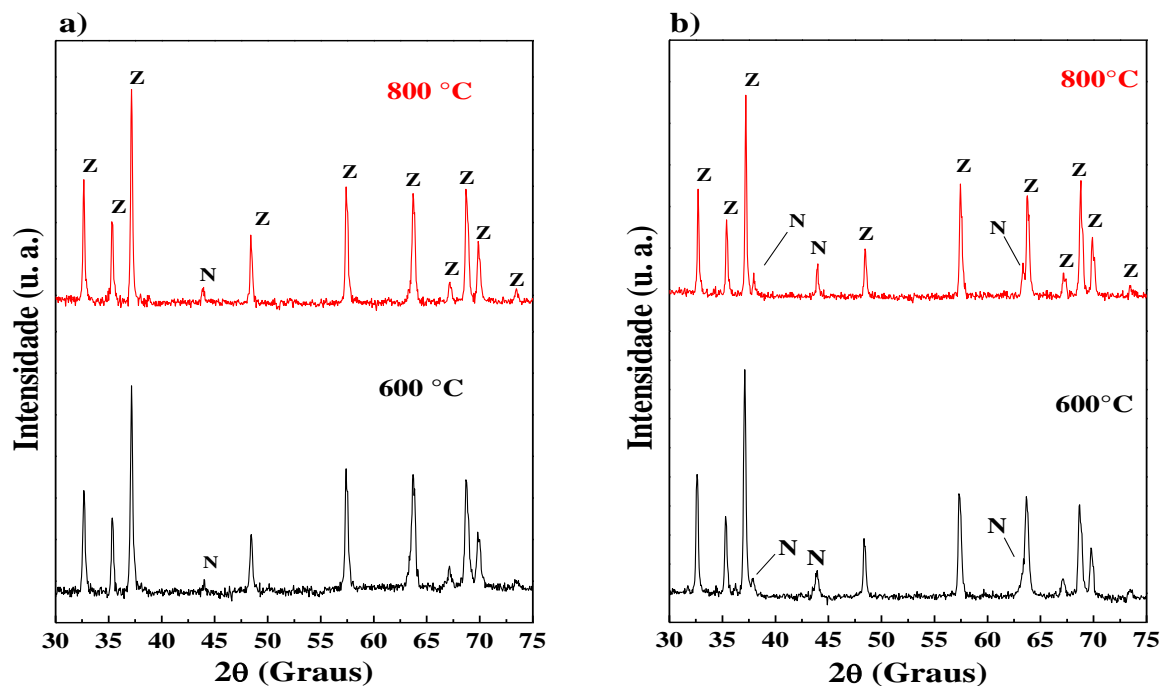 a)
Z
800 °C
Z
Z
Z
Z
Z
Z
Z
N
Z
Z
600 °C
N
Intensidade (u. a.)
30 35 40 45 50 55 60 65 70 75
2θ (Graus)
b)
Z
800°C
Z
Z
Z
Z
Z
N
N
Z
N
Z
Z
Z
600°C
N
N
N
Intensidade (u. a.)
30 35 40 45 50 55 60 65 70 75
2θ (Graus)